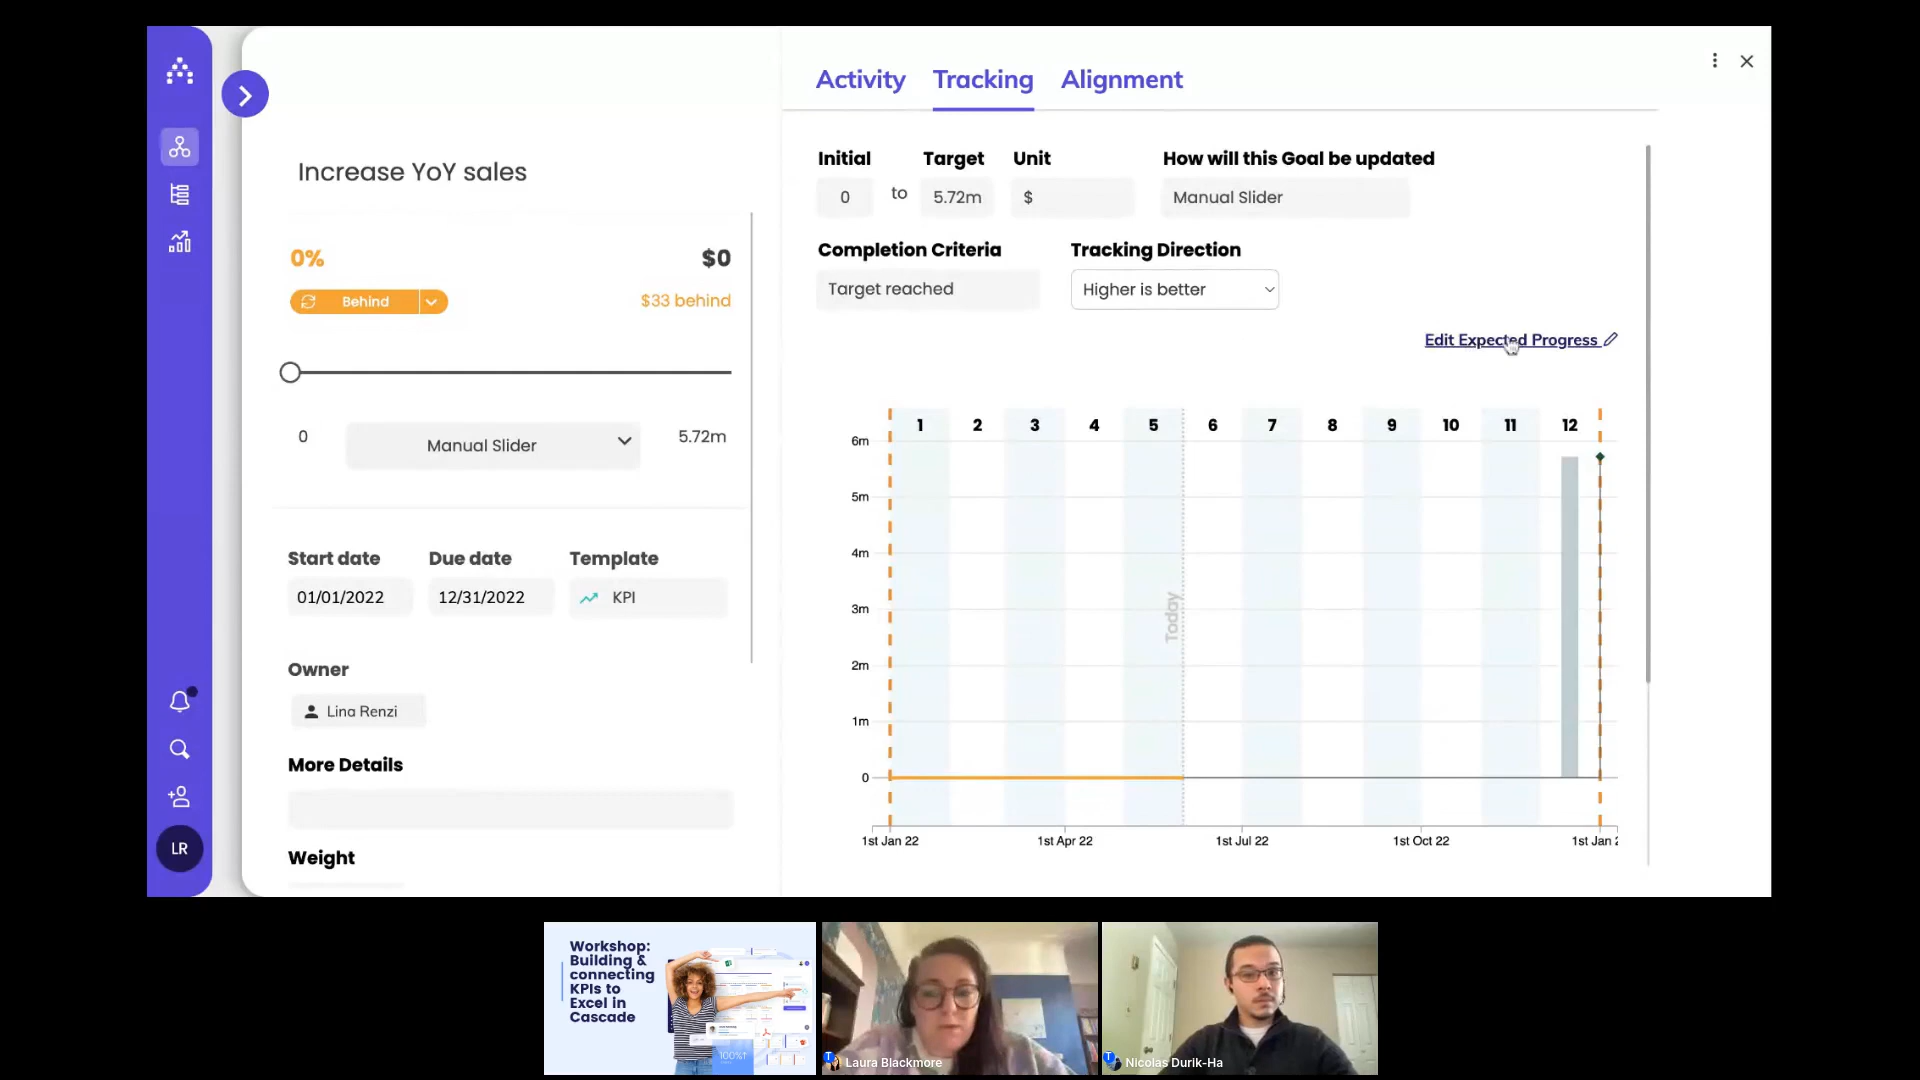 Activity Tracking Alignment
Increase YoY sales
Initial Target Unit How will this Goal be updated
0 to 5.72m $ Manual Slider
0% $0
Behind $33 behind
Completion Criteria Tracking Direction
Target reached Higher is better
Edit Expected Progress
0 Manual Slider 5.72m
1 2 3 4 5 6 7 8 9 10 11 12
6m
5m
4m
3m
2m
1m
0
Today
1st Jan 22 1st Apr 22 1st Jul 22 1st Oct 22 1st Jan 2
Start date Due date Template
01/01/2022 12/31/2022 KPI
Owner
Lina Renzi
More Details
Weight
LR
Workshop:
Building &
connecting
KPIs to
Excel in
Cascade
100%↑
Laura Blackmore
Nicolas Durik-Ha